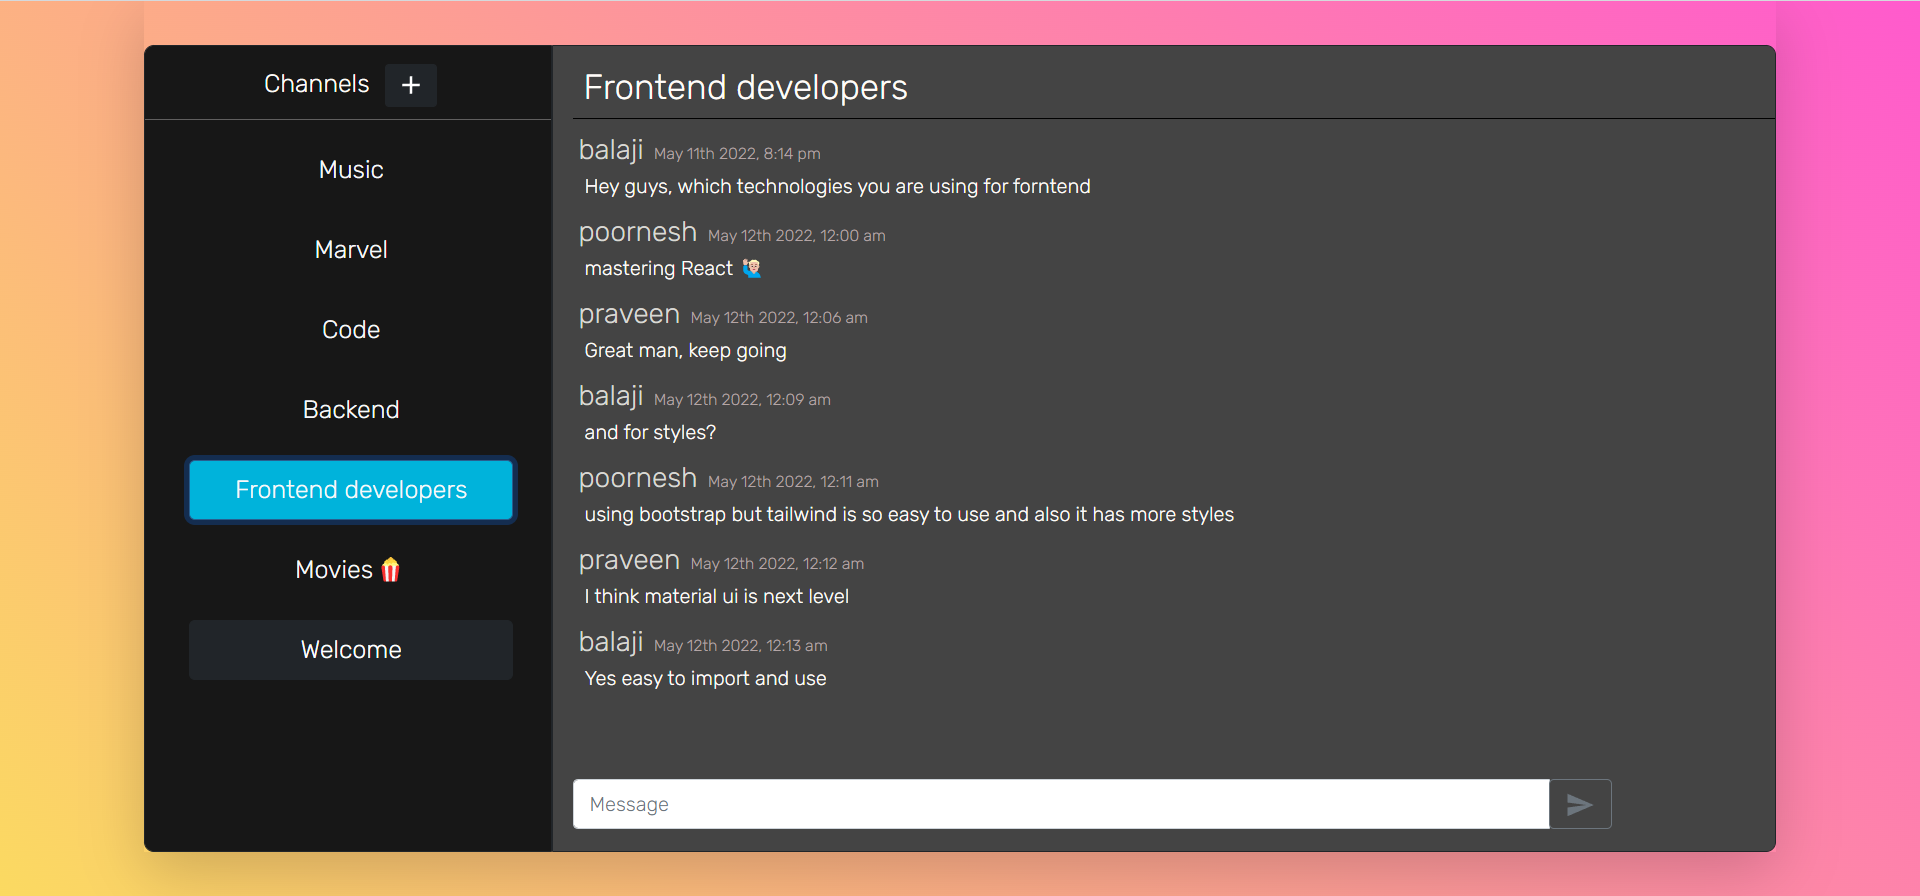 Channels +
Music
Marvel
Code
Backend
Frontend developers
Movies 🍿
Welcome
Frontend developers
balaji May 11th 2022, 8:14 pm
Hey guys, which technologies you are using for forntend
poornesh May 12th 2022, 12:00 am
mastering React 🙋🏼‍♂️
praveen May 12th 2022, 12:06 am
Great man, keep going
balaji May 12th 2022, 12:09 am
and for styles?
poornesh May 12th 2022, 12:11 am
using bootstrap but tailwind is so easy to use and also it has more styles
praveen May 12th 2022, 12:12 am
I think material ui is next level
balaji May 12th 2022, 12:13 am
Yes easy to import and use
Message